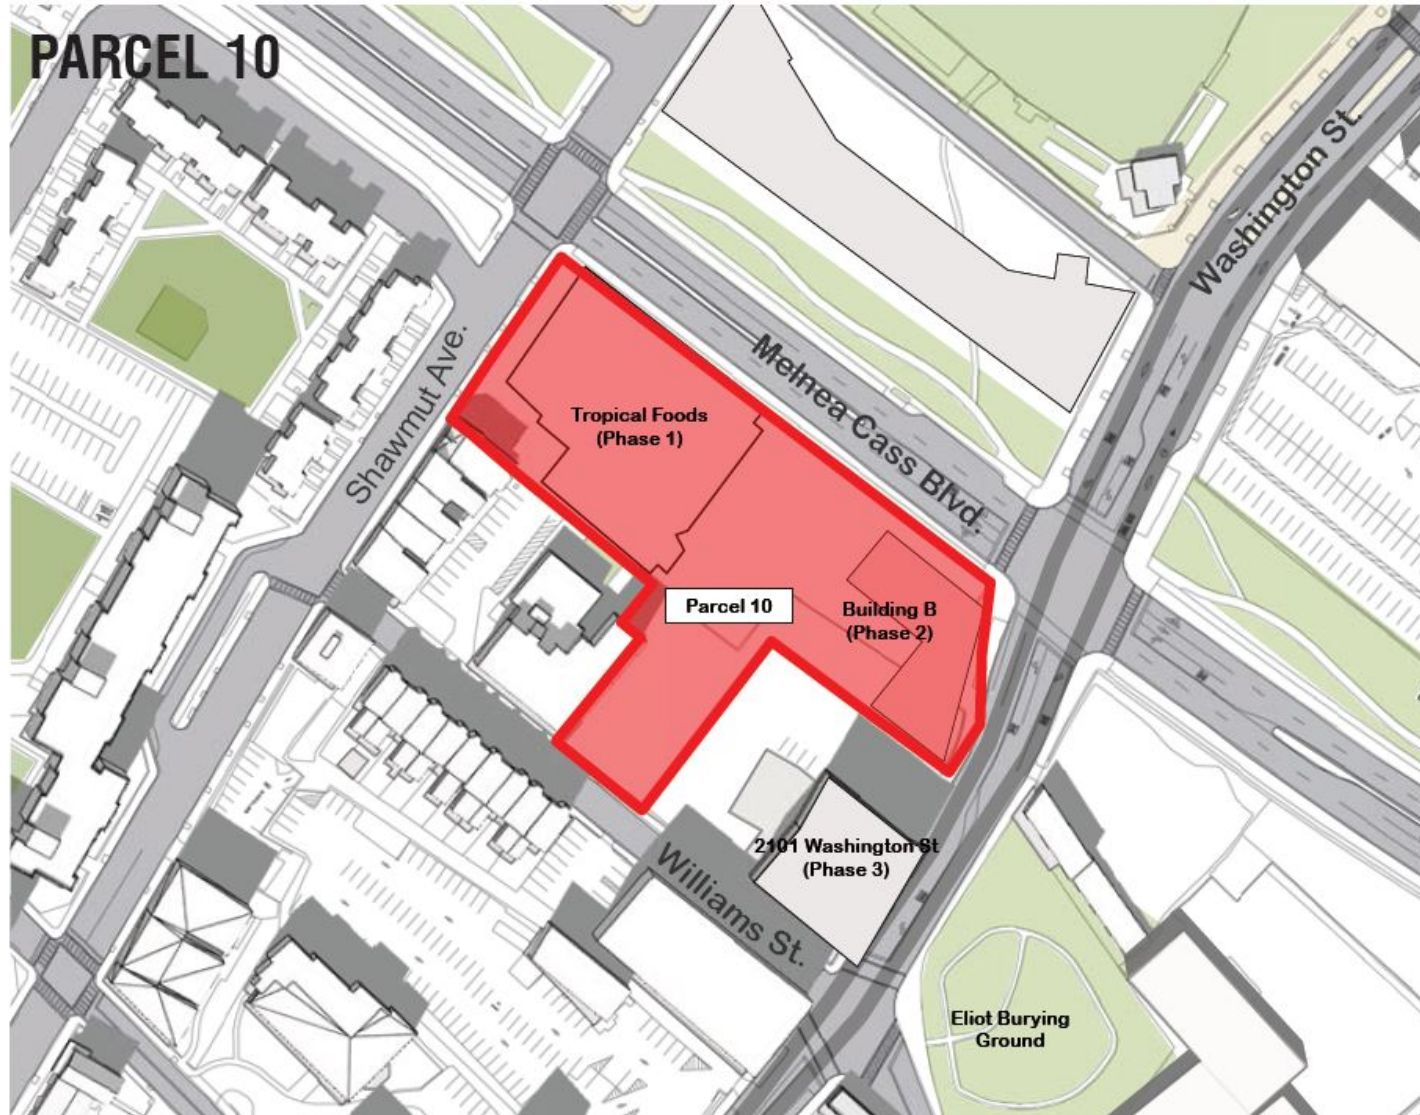 PARCEL 10
Washington St.
Shawmut Ave.
Melnea Cass Blvd.
Tropical Foods
(Phase 1)
Parcel 10
Building B
(Phase 2)
2101 Washington St
(Phase 3)
Williams St.
Eliot Burying
Ground